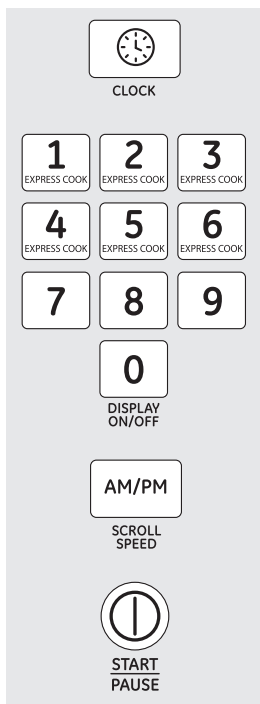 CLOCK
1 2 3
EXPRESS COOK EXPRESS COOK EXPRESS COOK
4 5 6
EXPRESS COOK EXPRESS COOK EXPRESS COOK
7 8 9
0
DISPLAY
ON/OFF
AM/PM
SCROLL
SPEED
START
PAUSE